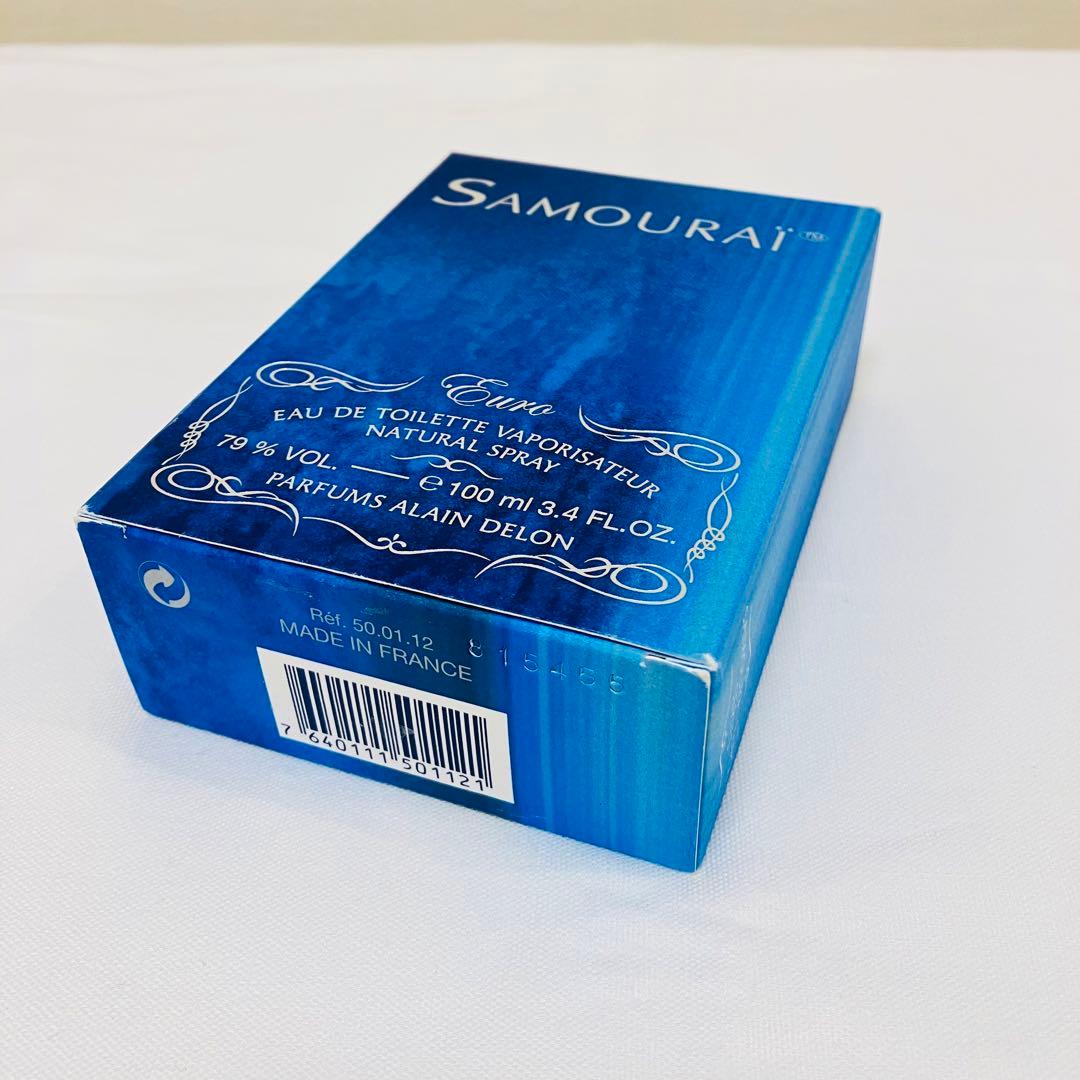 SAMOURAÏ™
Euro
EAU DE TOILETTE VAPORISATEUR
NATURAL SPRAY
79 % VOL. ℮ 100 ml 3.4 FL.OZ.
PARFUMS ALAIN DELON
Réf. 50.01.12
MADE IN FRANCE
815455
7 640111 501121